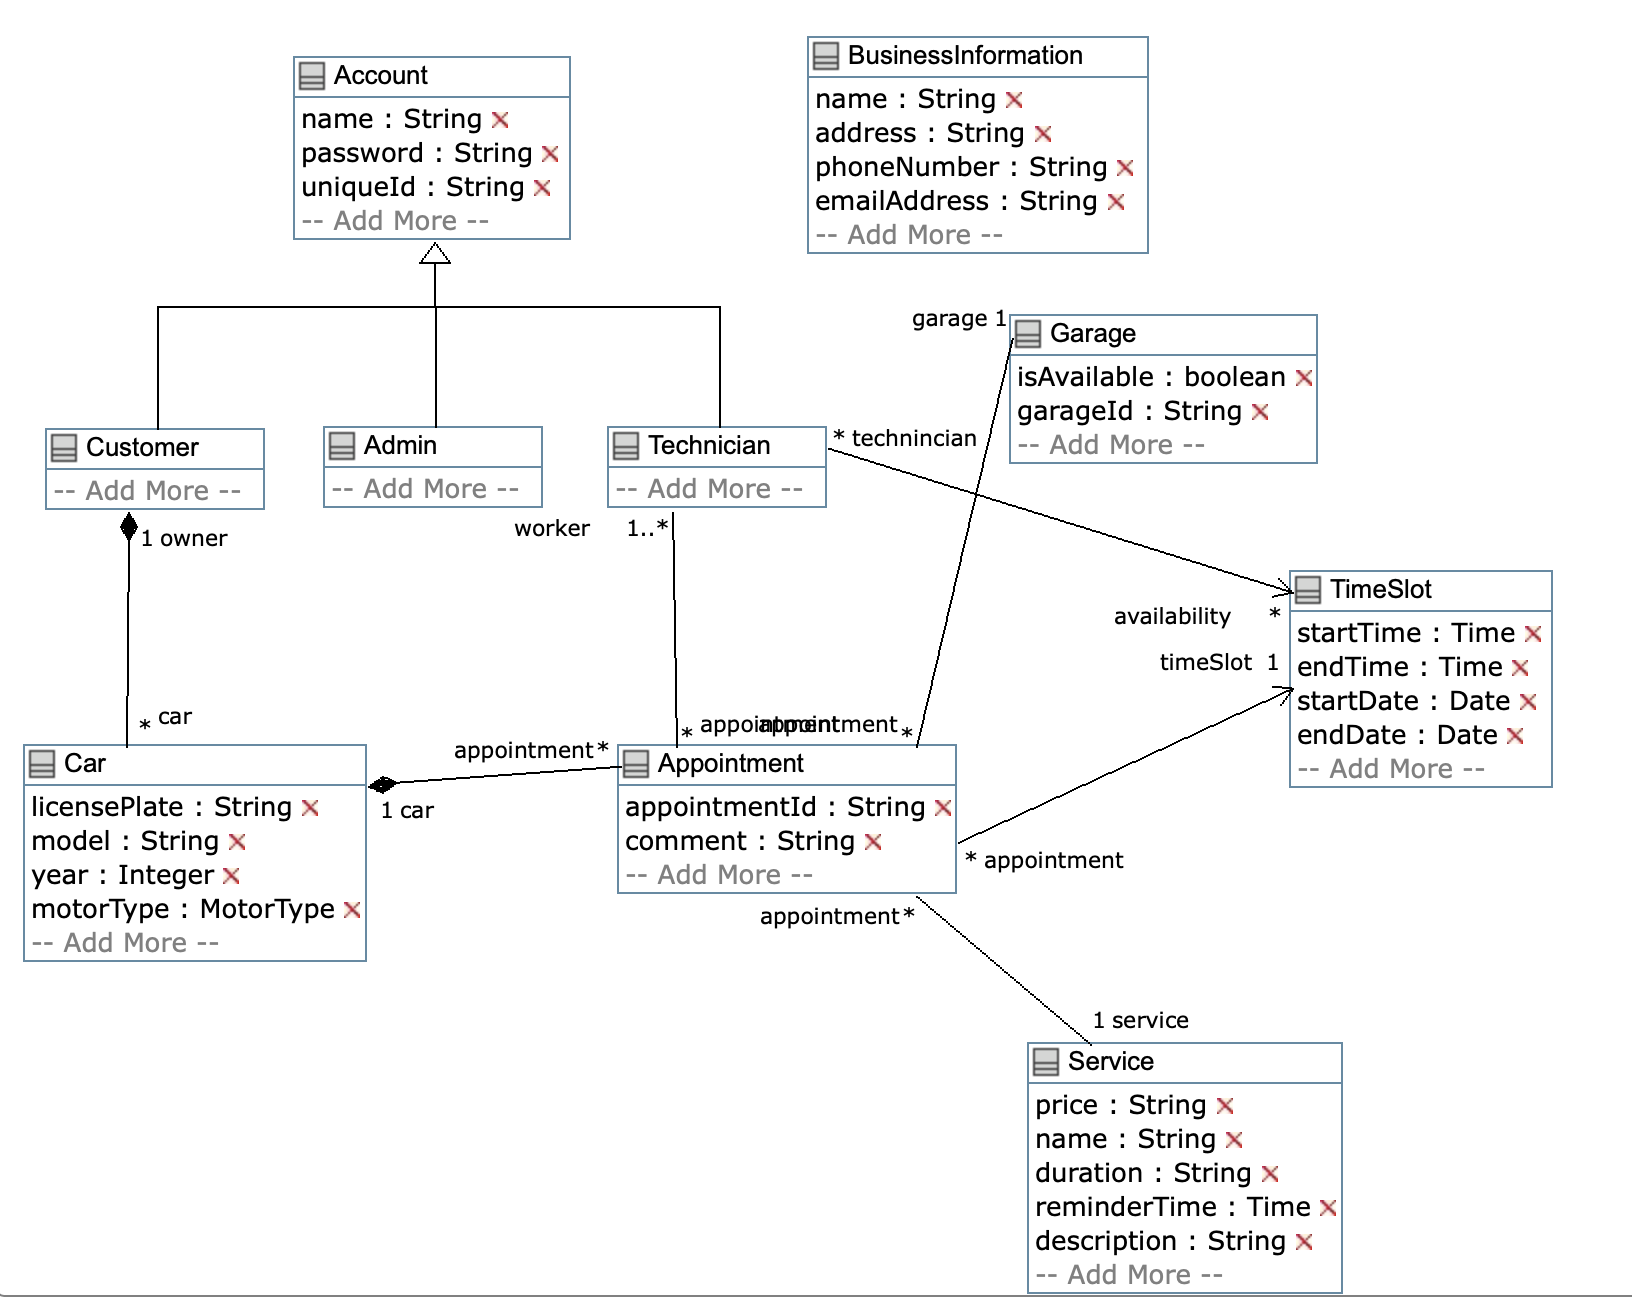 Account
name : String
password : String
uniqueId : String
-- Add More --
BusinessInformation
name : String
address : String
phoneNumber : String
emailAddress : String
-- Add More --
garage 1
Garage
isAvailable : boolean
garageId : String
-- Add More --
Customer
-- Add More --
Admin
-- Add More --
Technician
-- Add More --
* technincian
1 owner
worker 1..*
availability *
timeSlot 1
TimeSlot
startTime : Time
endTime : Time
startDate : Date
endDate : Date
-- Add More --
* car
* appointment
appointment *
appointment *
1 car
Car
licensePlate : String
model : String
year : Integer
motorType : MotorType
-- Add More --
Appointment
appointmentId : String
comment : String
-- Add More --
* appointment
appointment *
1 service
Service
price : String
name : String
duration : String
reminderTime : Time
description : String
-- Add More --